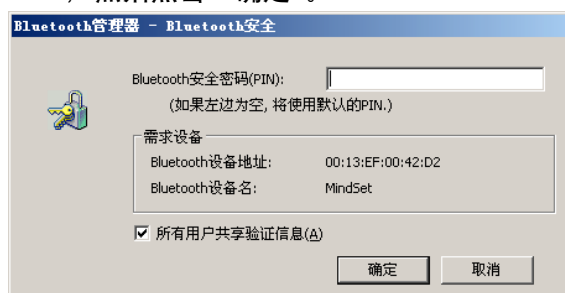 Bluetooth管理器 - Bluetooth安全
Bluetooth安全密码(PIN):
(如果左边为空, 将使用默认的PIN.)
需求设备
Bluetooth设备地址: 00:13:EF:00:42:D2
Bluetooth设备名: MindSet
所有用户共享验证信息(A)
确定 取消